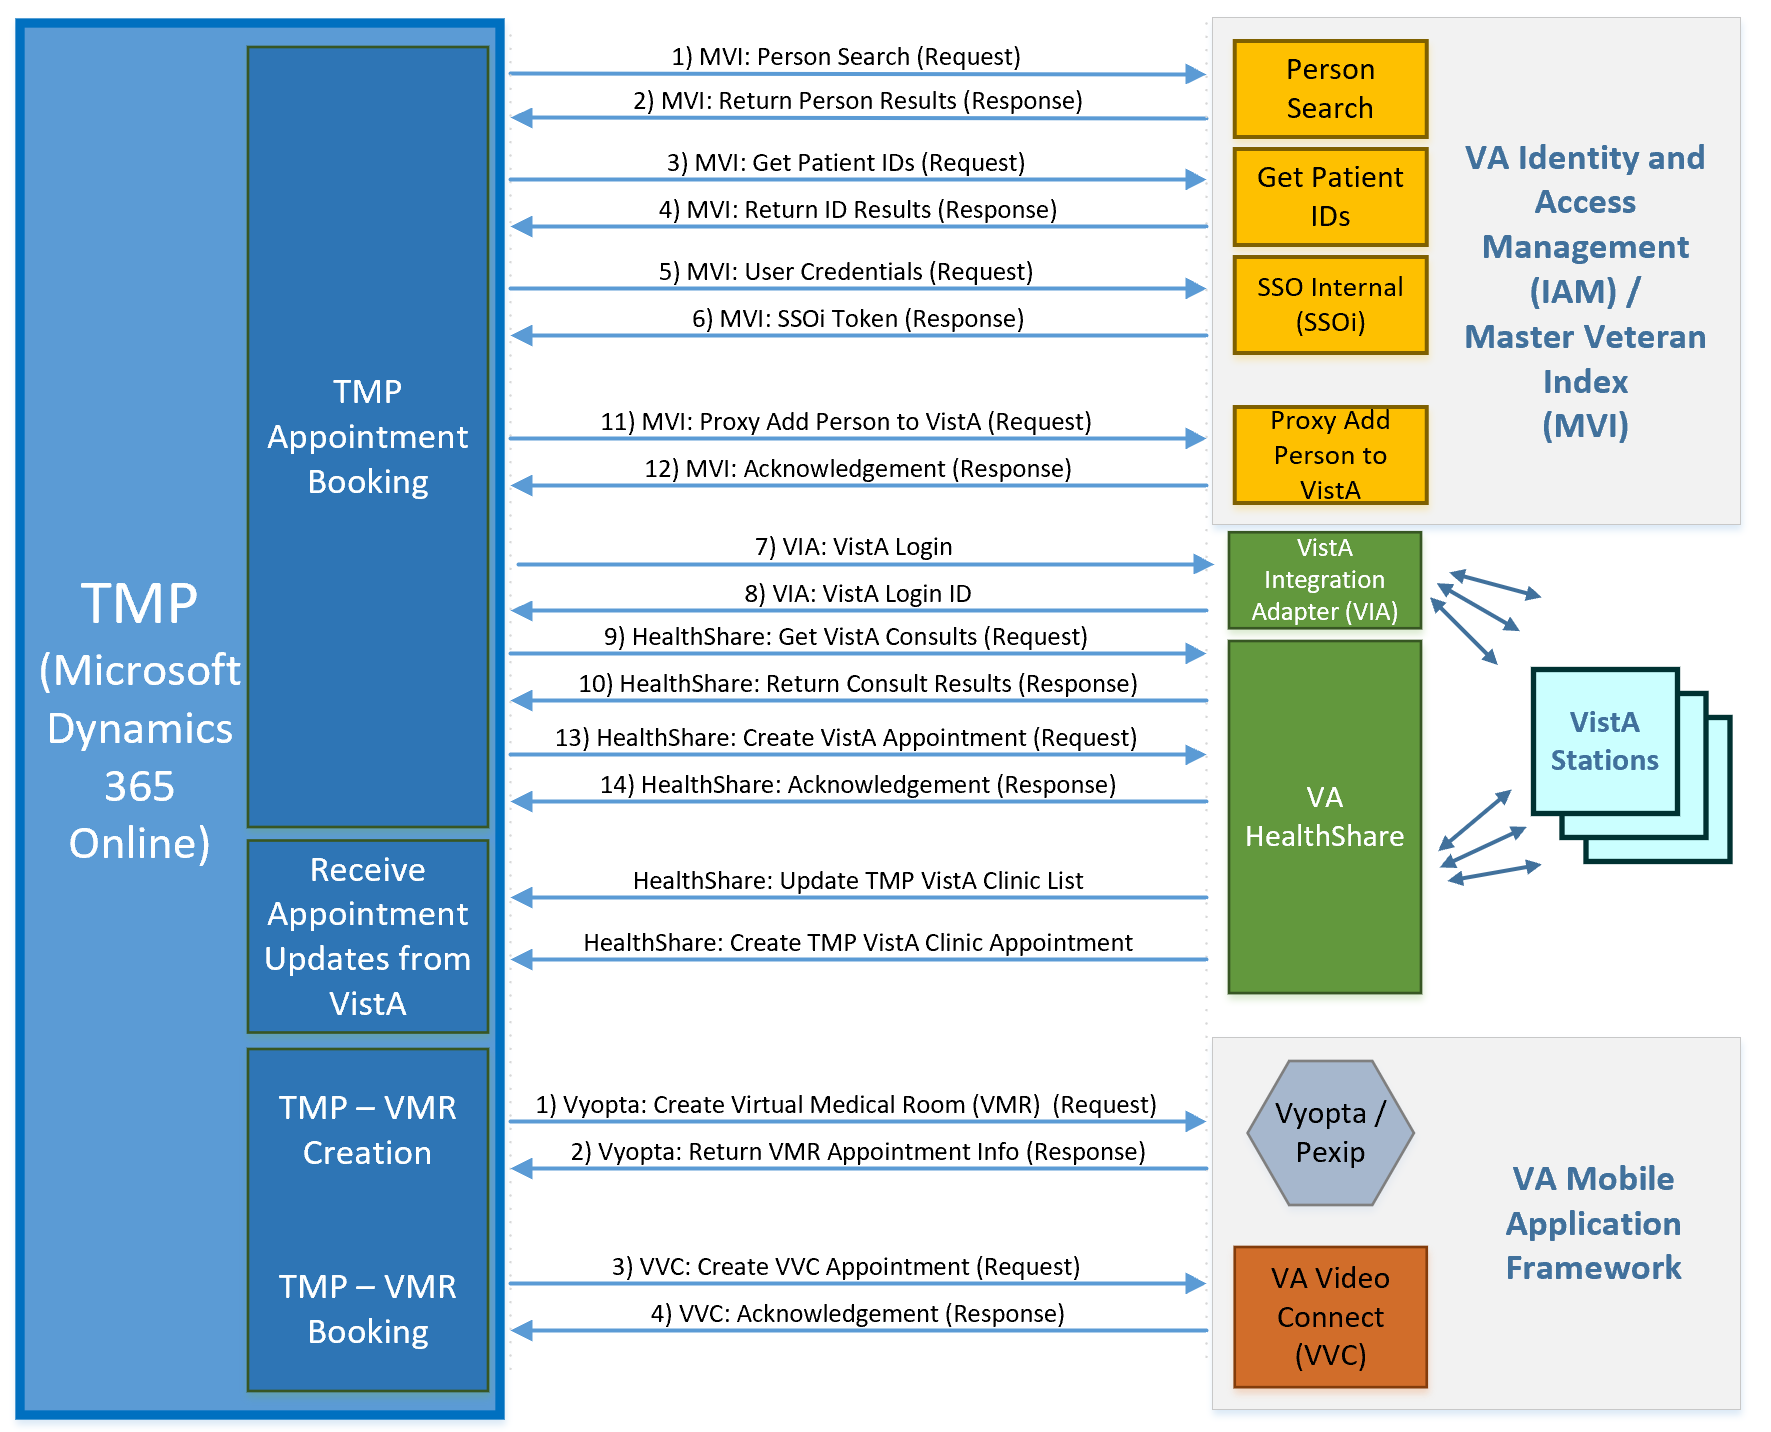 TMP
(Microsoft
Dynamics
365
Online)
TMP
Appointment
Booking
Receive
Appointment
Updates from
VistA
TMP – VMR
Creation
TMP – VMR
Booking
1) MVI: Person Search (Request)
2) MVI: Return Person Results (Response)
3) MVI: Get Patient IDs (Request)
4) MVI: Return ID Results (Response)
5) MVI: User Credentials (Request)
6) MVI: SSOi Token (Response)
11) MVI: Proxy Add Person to VistA (Request)
12) MVI: Acknowledgement (Response)
7) VIA: VistA Login
8) VIA: VistA Login ID
9) HealthShare: Get VistA Consults (Request)
10) HealthShare: Return Consult Results (Response)
13) HealthShare: Create VistA Appointment (Request)
14) HealthShare: Acknowledgement (Response)
HealthShare: Update TMP VistA Clinic List
HealthShare: Create TMP VistA Clinic Appointment
1) Vyopta: Create Virtual Medical Room (VMR) (Request)
2) Vyopta: Return VMR Appointment Info (Response)
3) VVC: Create VVC Appointment (Request)
4) VVC: Acknowledgement (Response)
Person
Search
Get Patient
IDs
SSO Internal
(SSOi)
Proxy Add
Person to
VistA
VA Identity and
Access
Management
(IAM) /
Master Veteran
Index
(MVI)
VistA
Integration
Adapter (VIA)
VA
HealthShare
VistA
Stations
Vyopta /
Pexip
VA Video
Connect
(VVC)
VA Mobile
Application
Framework